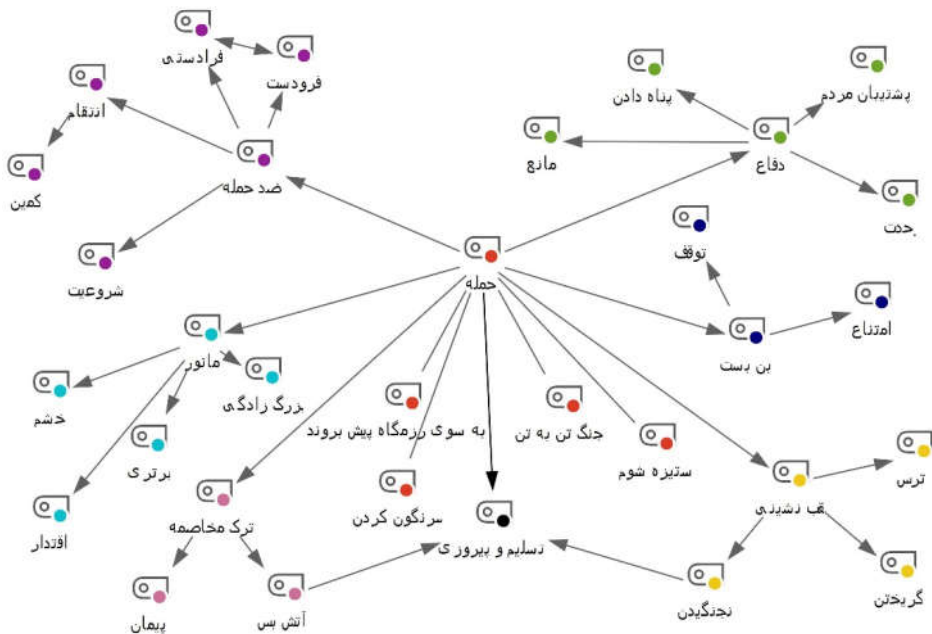 فرادستی
فرودست
انتقام
کمین
ضد حمله
شروعیت
پناه دادن
پشتیبان مردم
مانع
دفاع
توقف
امتناع
بن بست
حمله
مانور
خشم
بزرگ زادگی
برتری
اقتدار
به سوی رزمگاه پیش بروند
جنگ تن به تن
ستیزه شوم
سرنگون کردن
ترک مخاصمه
تسلیم و پیروزی
پیمان
آتش بس
نجنگیدن
قب نشینی
ترس
گریختن